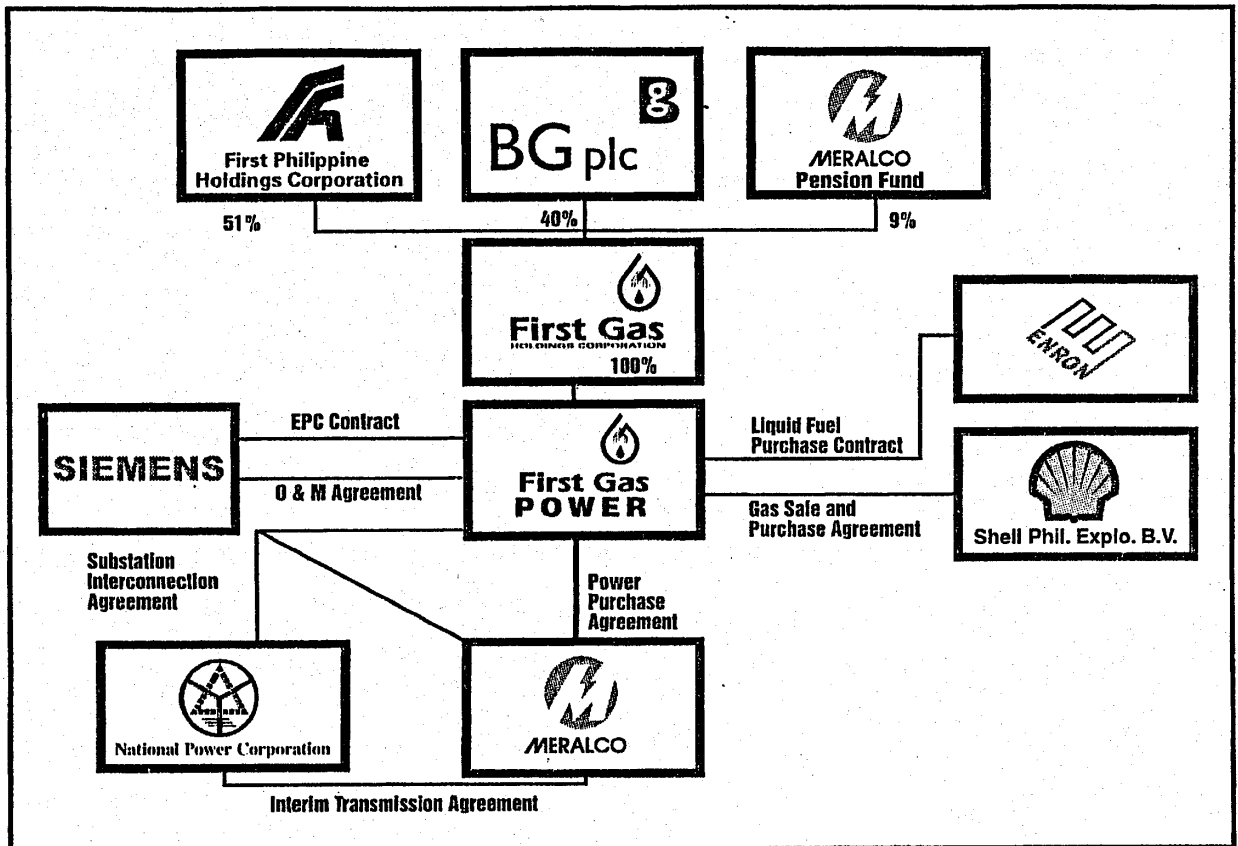 First Philippine
Holdings Corporation
BG plc
MERALCO
Pension Fund
51%
40%
9%
First Gas
HOLDINGS CORPORATION
100%
ENRON
SIEMENS
EPC Contract
O & M Agreement
First Gas
POWER
Liquid Fuel
Purchase Contract
Gas Safe and
Purchase Agreement
Shell Phil. Explo. B.V.
Substation
Interconnection
Agreement
Power
Purchase
Agreement
National Power Corporation
MERALCO
Interim Transmission Agreement